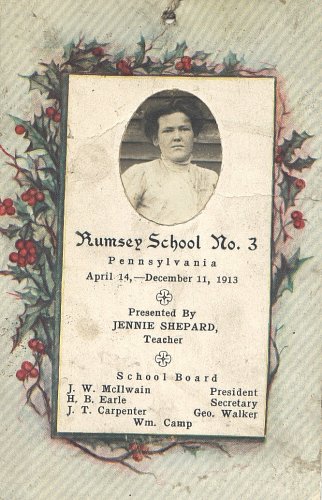 Rumsey School No. 3
Pennsylvania
April 14,—December 11, 1913
Presented By
JENNIE SHEPARD,
Teacher
School Board
J. W. McIlwain President
H. B. Earle Secretary
J. T. Carpenter Geo. Walker
Wm. Camp